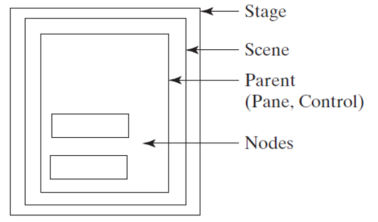 Stage
Scene
Parent
(Pane, Control)
Nodes